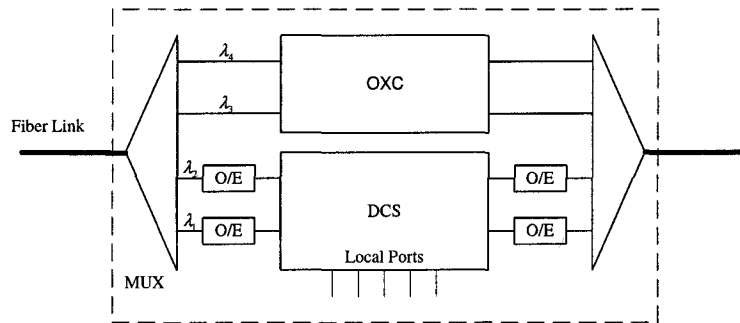 λ₄
OXC
λ₃
Fiber Link
λ₂
O/E
O/E
DCS
λ₁
O/E
O/E
Local Ports
MUX